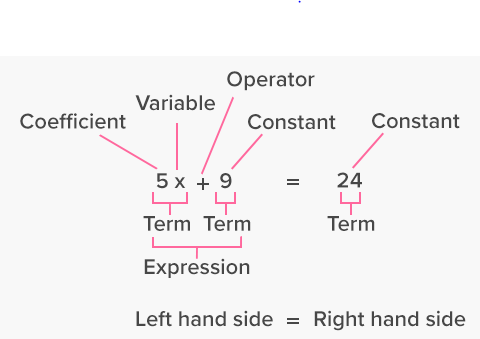 Operator
Variable
Coefficient
Constant
Constant
5 x + 9 = 24
Term Term Term
Expression
Left hand side = Right hand side